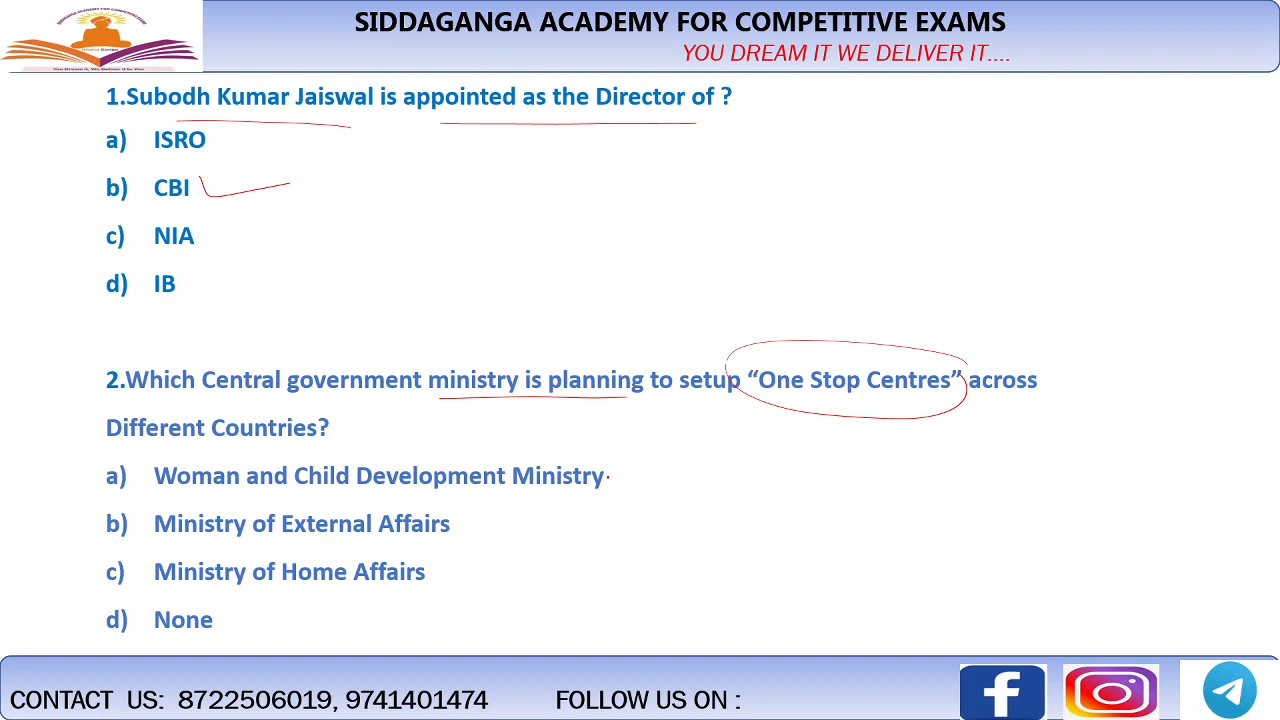 SIDDAGANGA ACADEMY FOR COMPETITIVE EXAMS
YOU DREAM IT WE DELIVER IT....
1.Subodh Kumar Jaiswal is appointed as the Director of ?
a) ISRO
b) CBI
c) NIA
d) IB
2.Which Central government ministry is planning to setup “One Stop Centres” across
Different Countries?
a) Woman and Child Development Ministry
b) Ministry of External Affairs
c) Ministry of Home Affairs
d) None
CONTACT US: 8722506019, 9741401474 FOLLOW US ON :